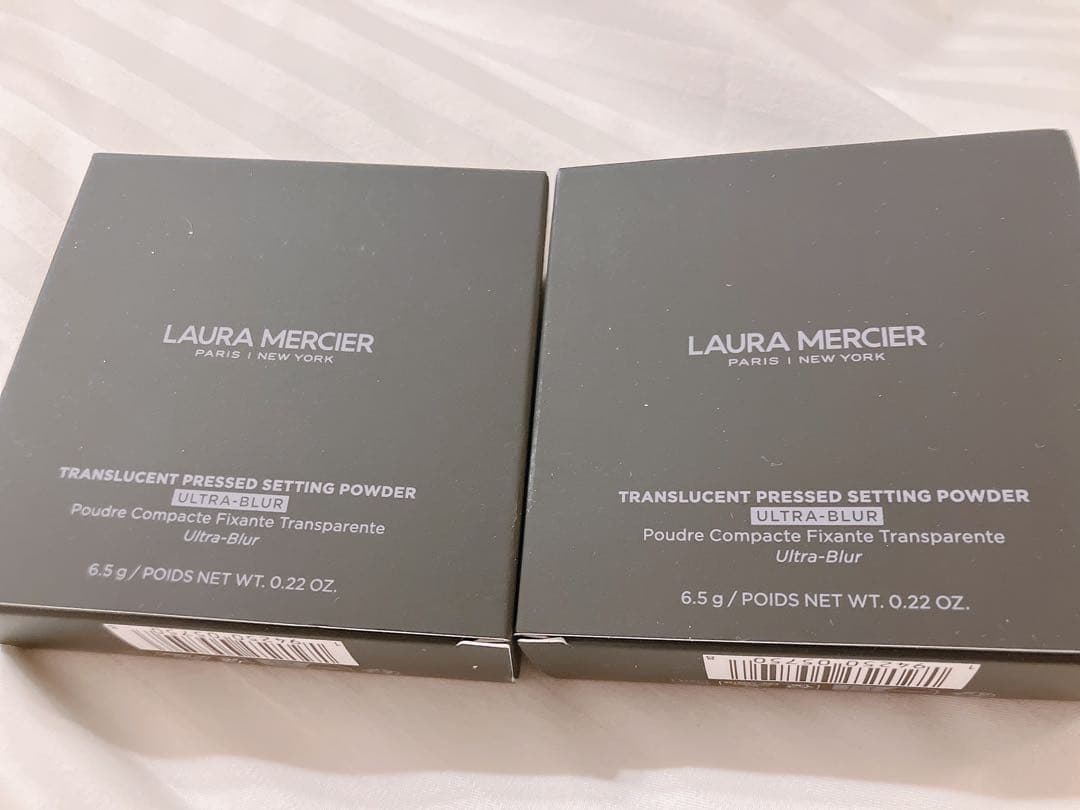 LAURA MERCIER
PARIS | NEW YORK
TRANSLUCENT PRESSED SETTING POWDER
ULTRA-BLUR
Poudre Compacte Fixante Transparente
Ultra-Blur
6.5 g / POIDS NET WT. 0.22 OZ.
LAURA MERCIER
PARIS | NEW YORK
TRANSLUCENT PRESSED SETTING POWDER
ULTRA-BLUR
Poudre Compacte Fixante Transparente
Ultra-Blur
6.5 g / POIDS NET WT. 0.22 OZ.